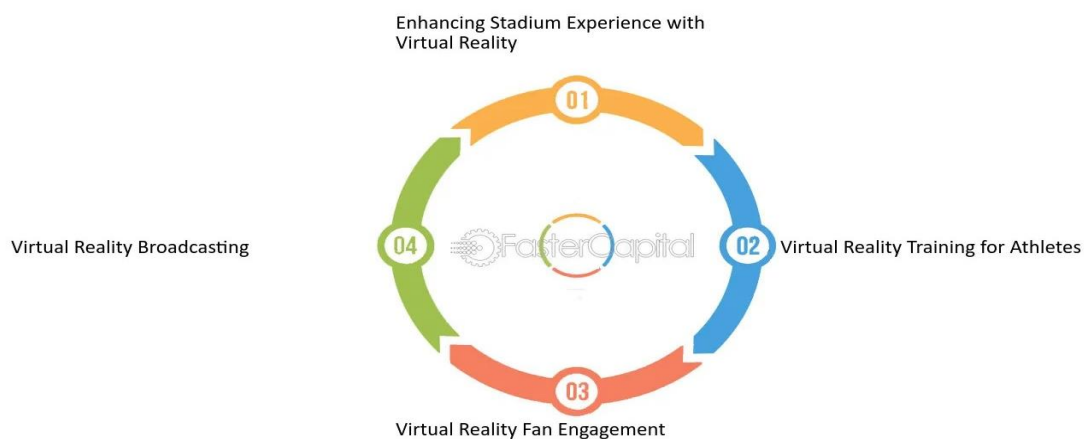 Enhancing Stadium Experience with
Virtual Reality
01
02
Virtual Reality Training for Athletes
03
Virtual Reality Fan Engagement
04
Virtual Reality Broadcasting
FasterCapital